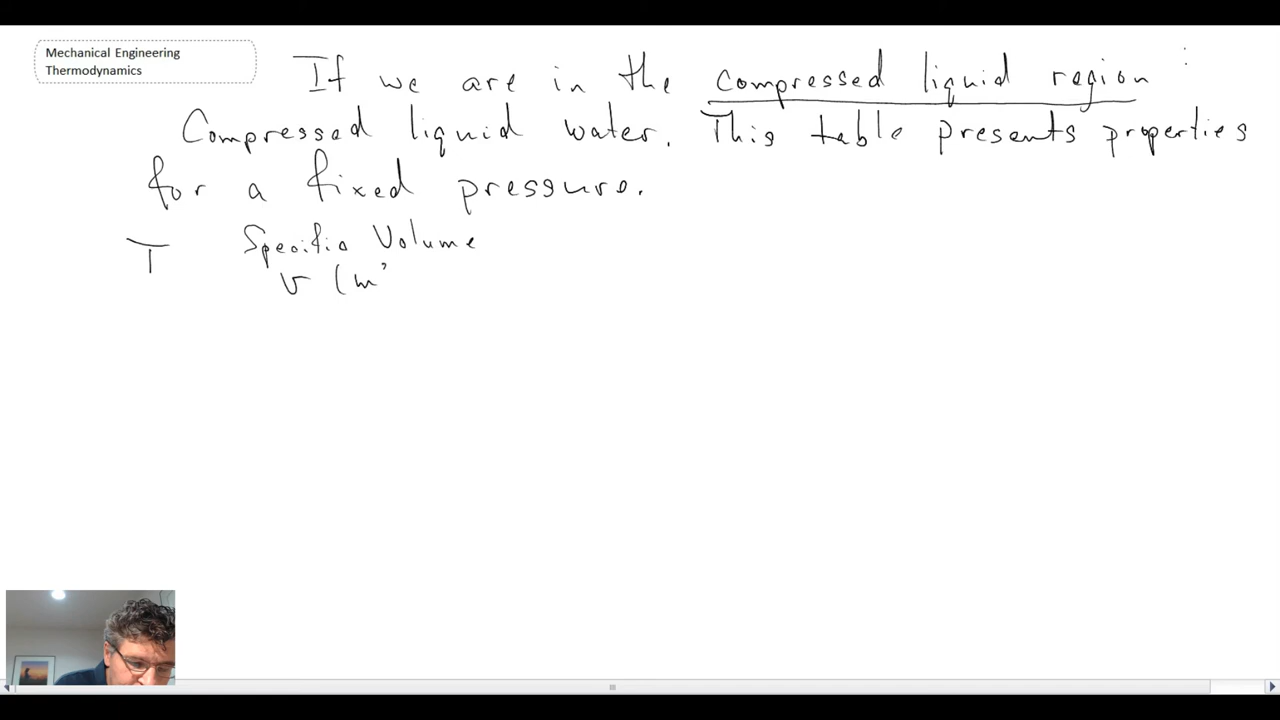 Mechanical Engineering
Thermodynamics
If we are in the compressed liquid region :
Compressed liquid water. This table presents properties
for a fixed pressure.
T Specific Volume
v (m³